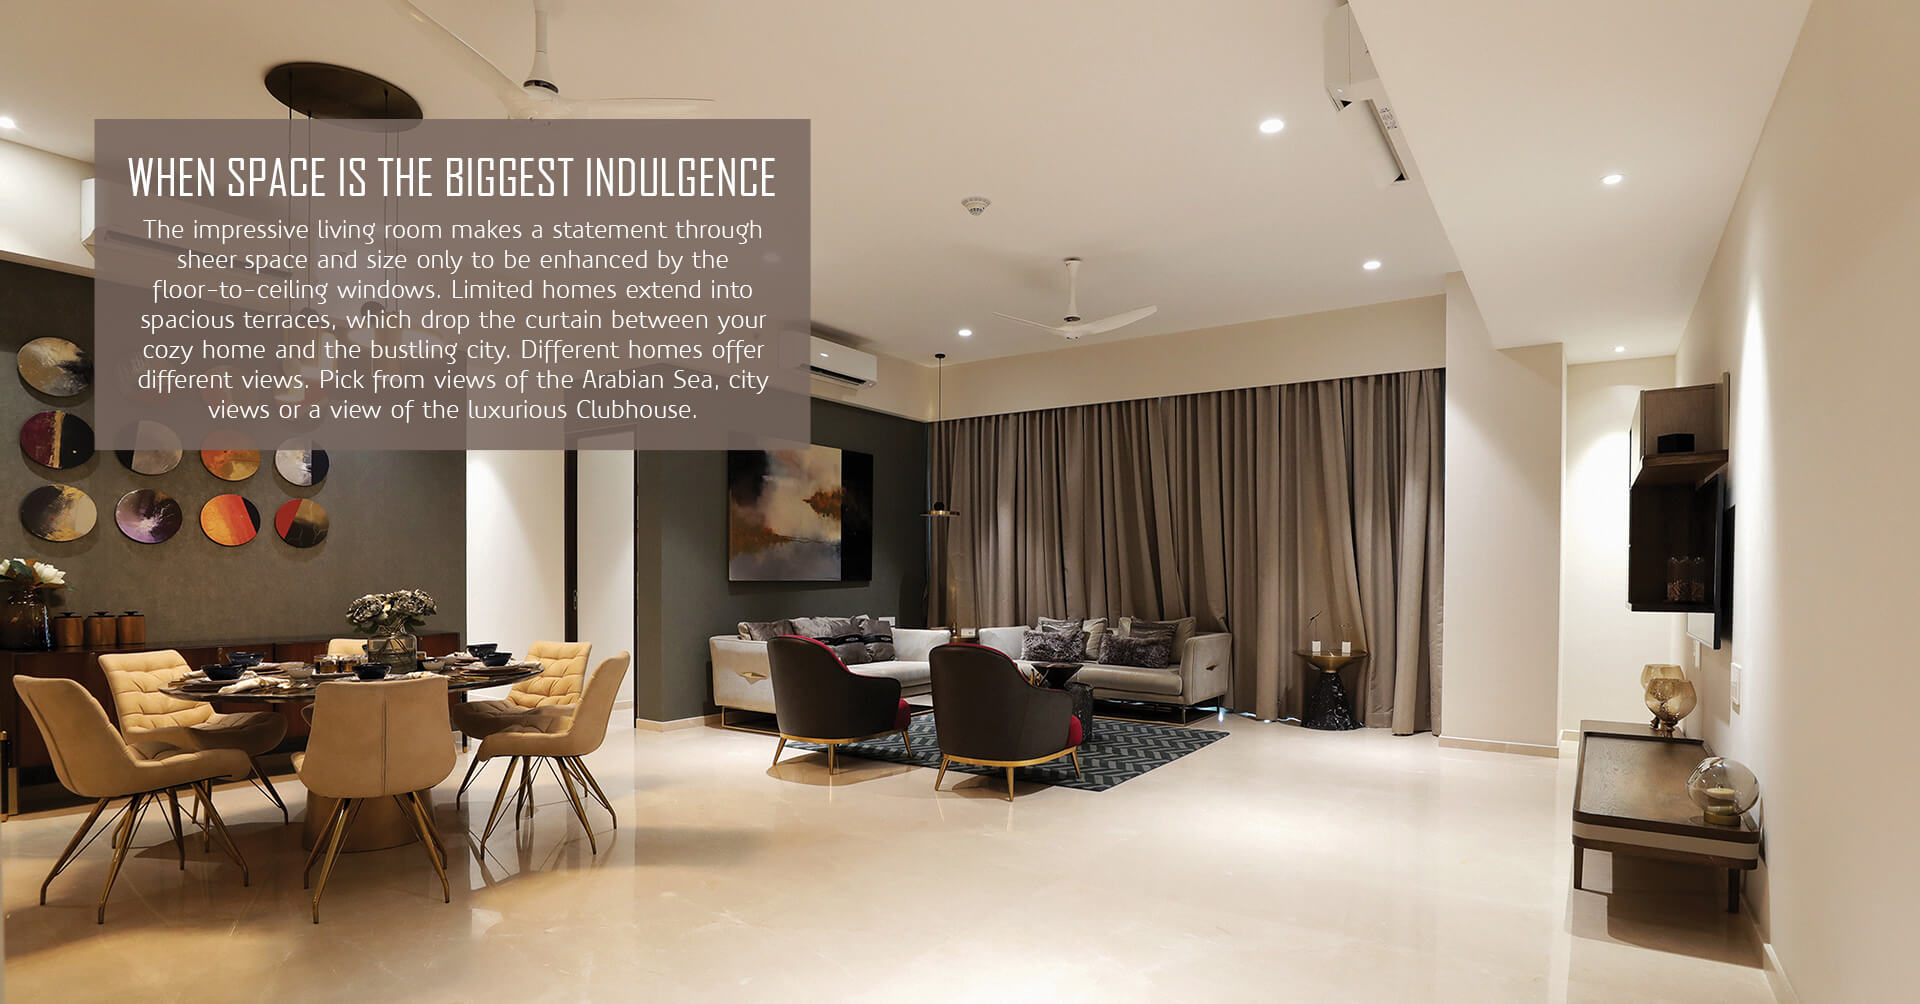 WHEN SPACE IS THE BIGGEST INDULGENCE
The impressive living room makes a statement through
sheer space and size only to be enhanced by the
floor-to-ceiling windows. Limited homes extend into
spacious terraces, which drop the curtain between your
cozy home and the bustling city. Different homes offer
different views. Pick from views of the Arabian Sea, city
views or a view of the luxurious Clubhouse.